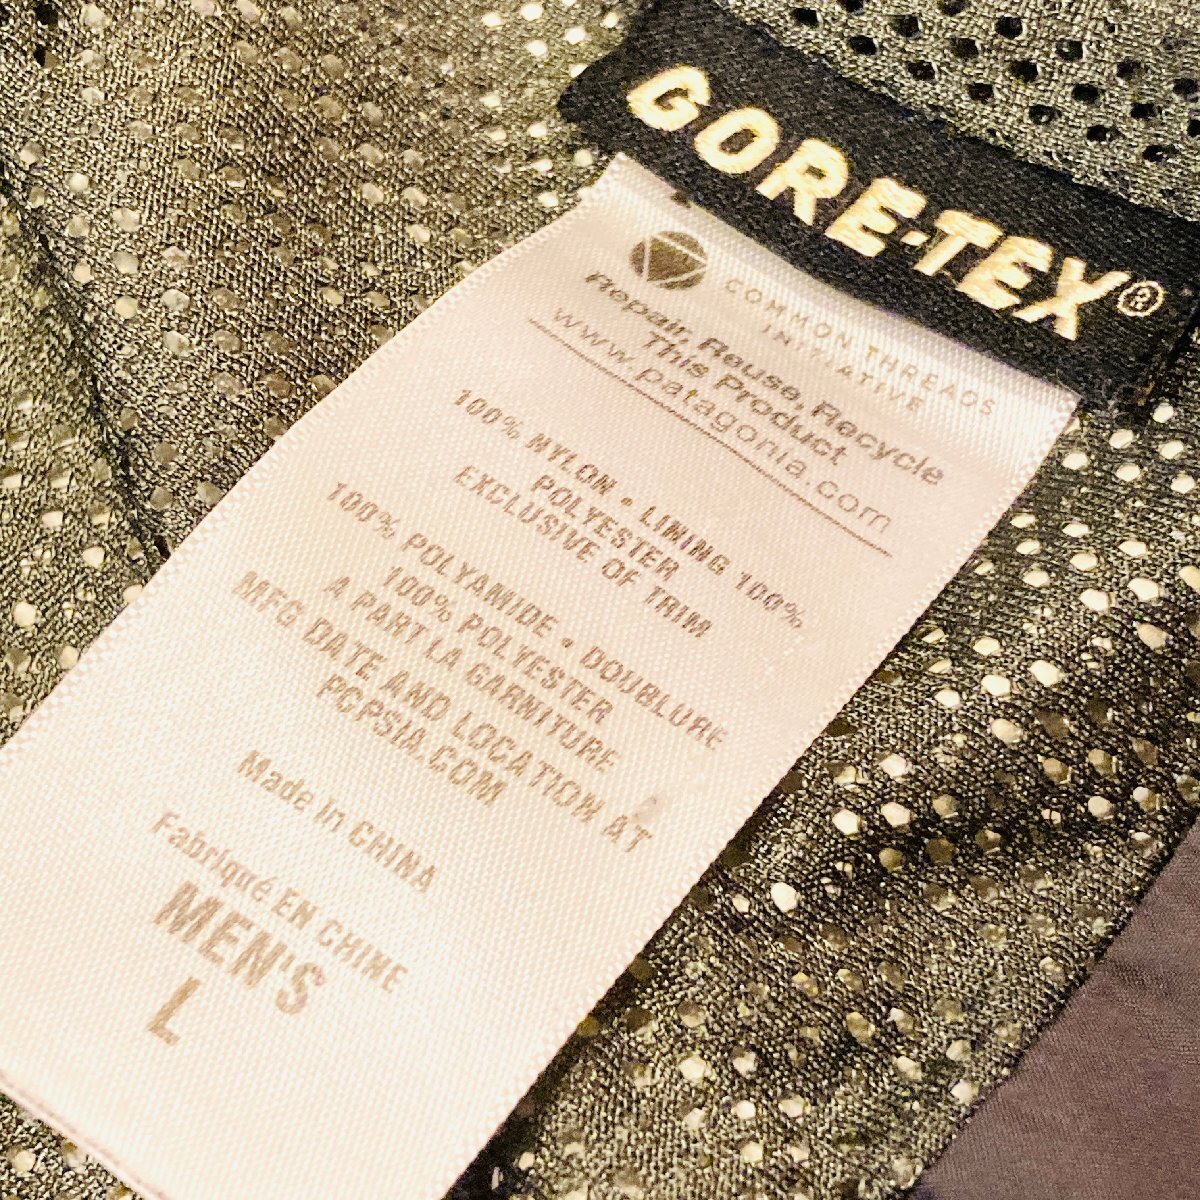 GORE-TEX®
COMMON THREADS
INITIATIVE
Repair, Reuse, Recycle
This Product
www.patagonia.com
100% NYLON • LINING 100%
POLYESTER
EXCLUSIVE OF TRIM
100% POLYAMIDE • DOUBLURE
100% POLYESTER
A PART LA GARNITURE
MFG DATE AND LOCATION AT
PCPSIA.COM
Made in CHINA
Fabriqué EN CHINE
MEN'S
L